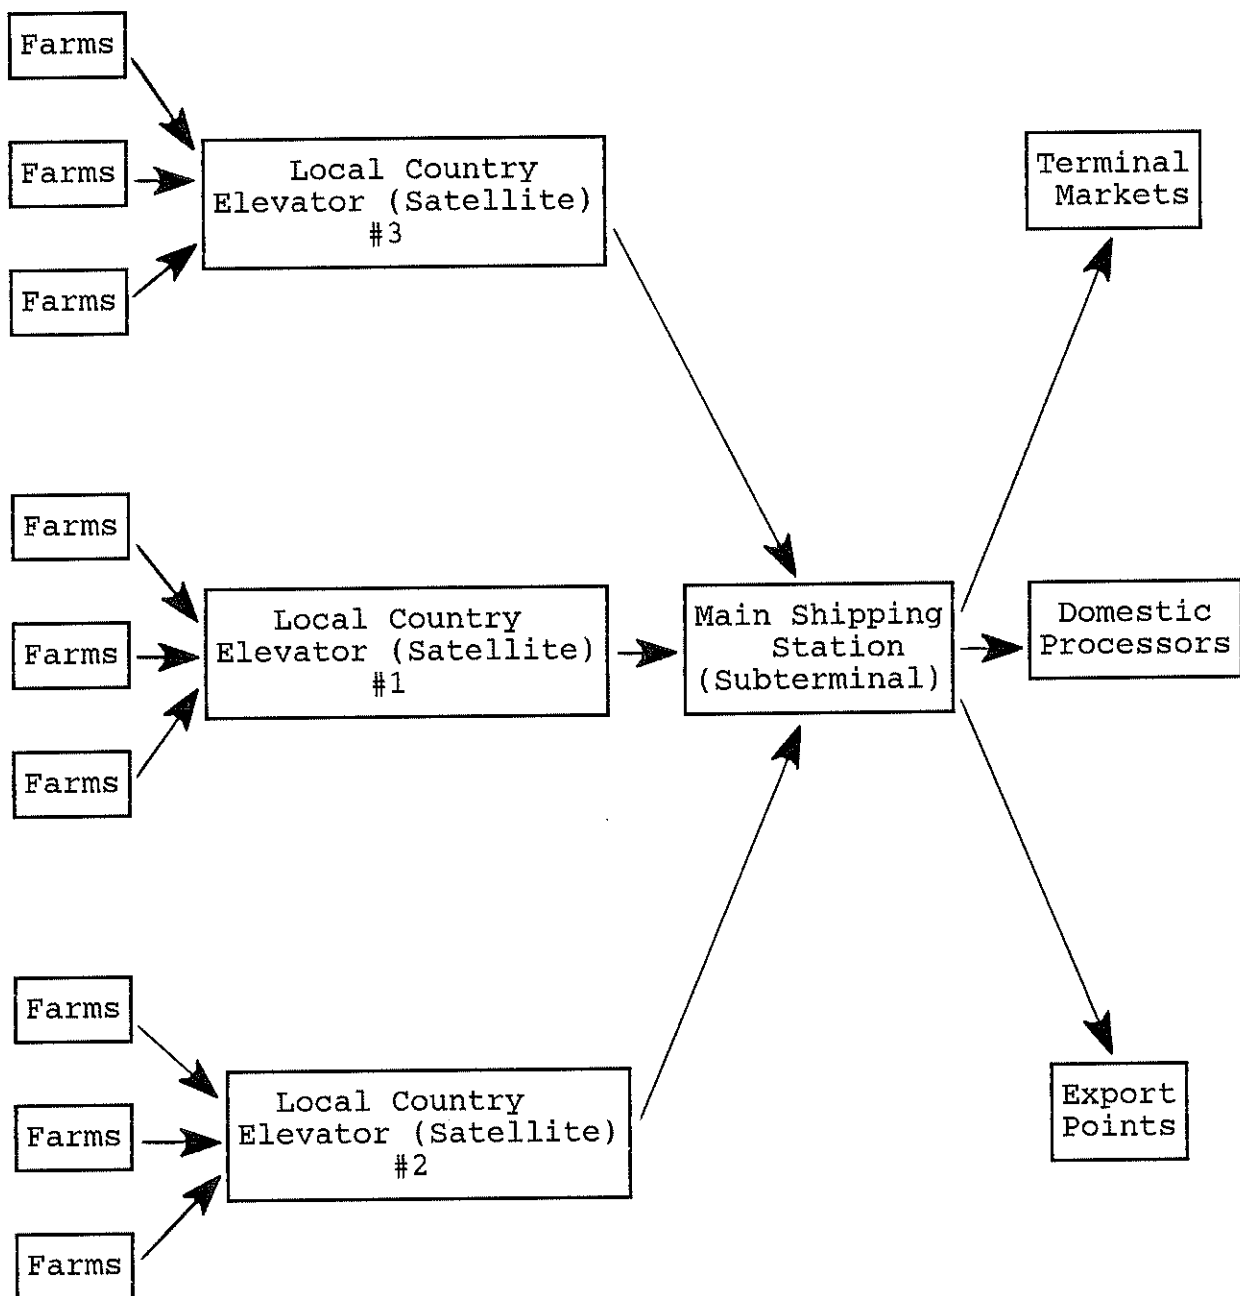 Farms
Farms
Farms
Local Country
Elevator (Satellite)
#3
Terminal
Markets
Farms
Farms
Farms
Local Country
Elevator (Satellite)
#1
Main Shipping
Station
(Subterminal)
Domestic
Processors
Farms
Farms
Farms
Local Country
Elevator (Satellite)
#2
Export
Points